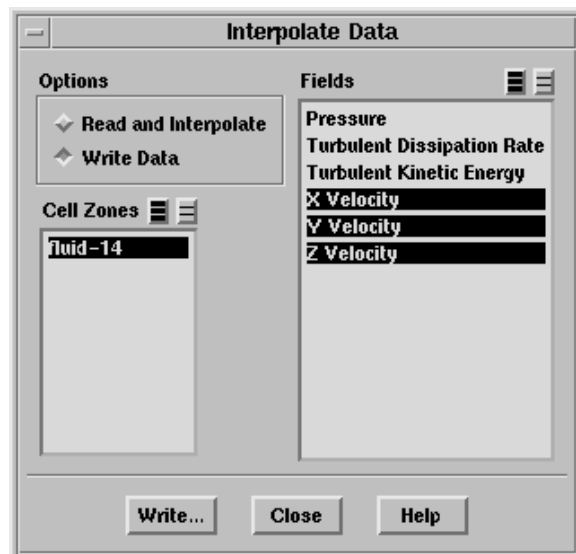 Interpolate Data
Options
Read and Interpolate
Write Data
Cell Zones
fluid-14
Fields
Pressure
Turbulent Dissipation Rate
Turbulent Kinetic Energy
X Velocity
Y Velocity
Z Velocity
Write...
Close
Help